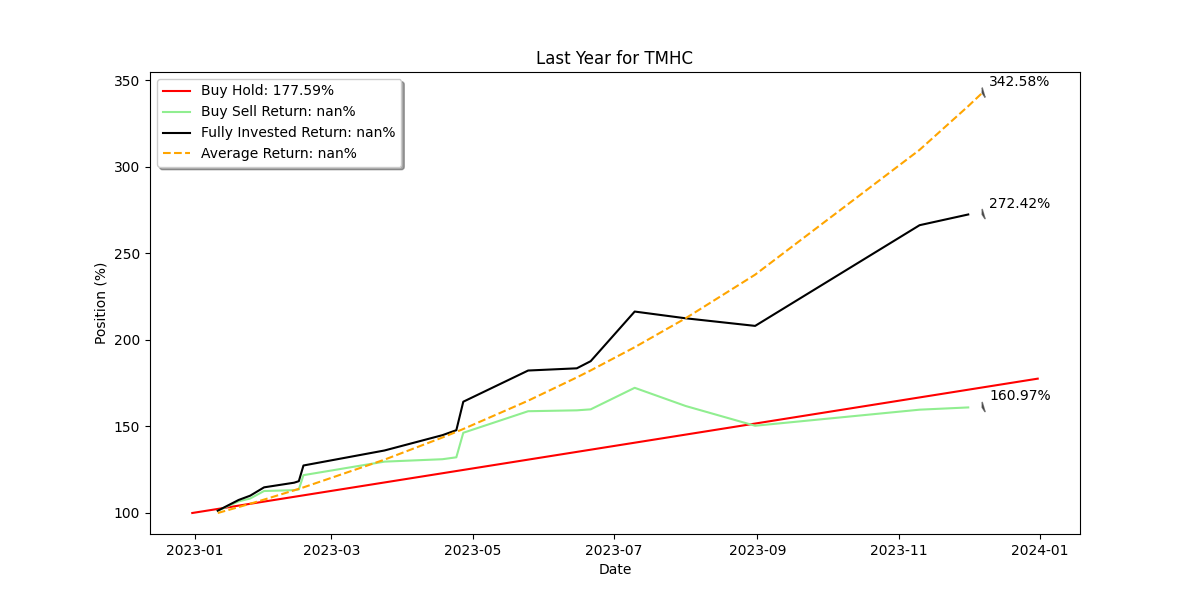 Last Year for TMHC
Buy Hold: 177.59%
Buy Sell Return: nan%
Fully Invested Return: nan%
Average Return: nan%
342.58%
272.42%
160.97%
350
300
250
200
150
100
Position (%)
2023-01 2023-03 2023-05 2023-07 2023-09 2023-11 2024-01
Date